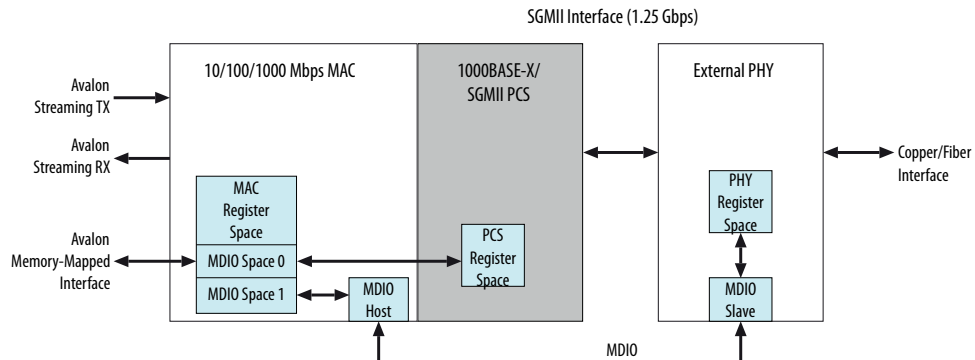 SGMII Interface (1.25 Gbps)
10/100/1000 Mbps MAC
1000BASE-X/
SGMII PCS
External PHY
Avalon
Streaming TX
Avalon
Streaming RX
Copper/Fiber
Interface
MAC
Register
Space
PHY
Register
Space
Avalon
Memory-Mapped
Interface
MDIO Space 0
PCS
Register
Space
MDIO Space 1
MDIO
Host
MDIO
Slave
MDIO